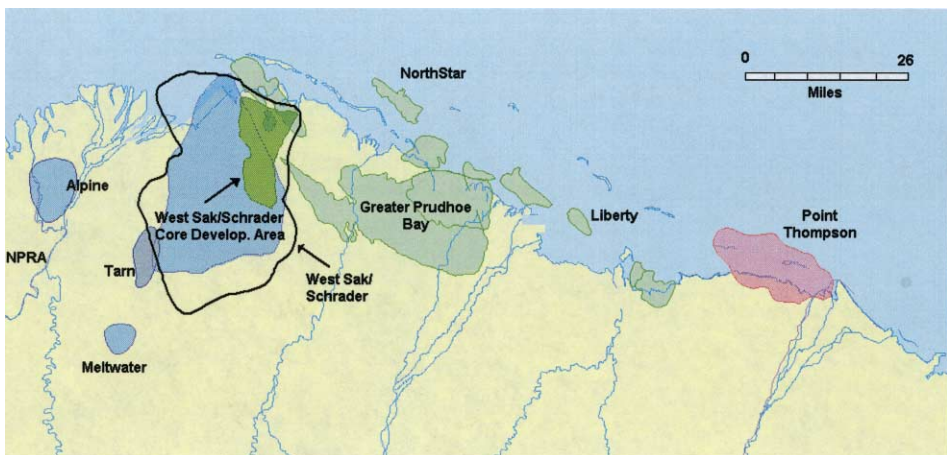 0 26
Miles
NorthStar
Alpine
West Sak/Schrader
Core Develop. Area
Greater Prudhoe
Bay
Liberty
Point
Thompson
NPRA
Tarn
West Sak/
Schrader
Meltwater